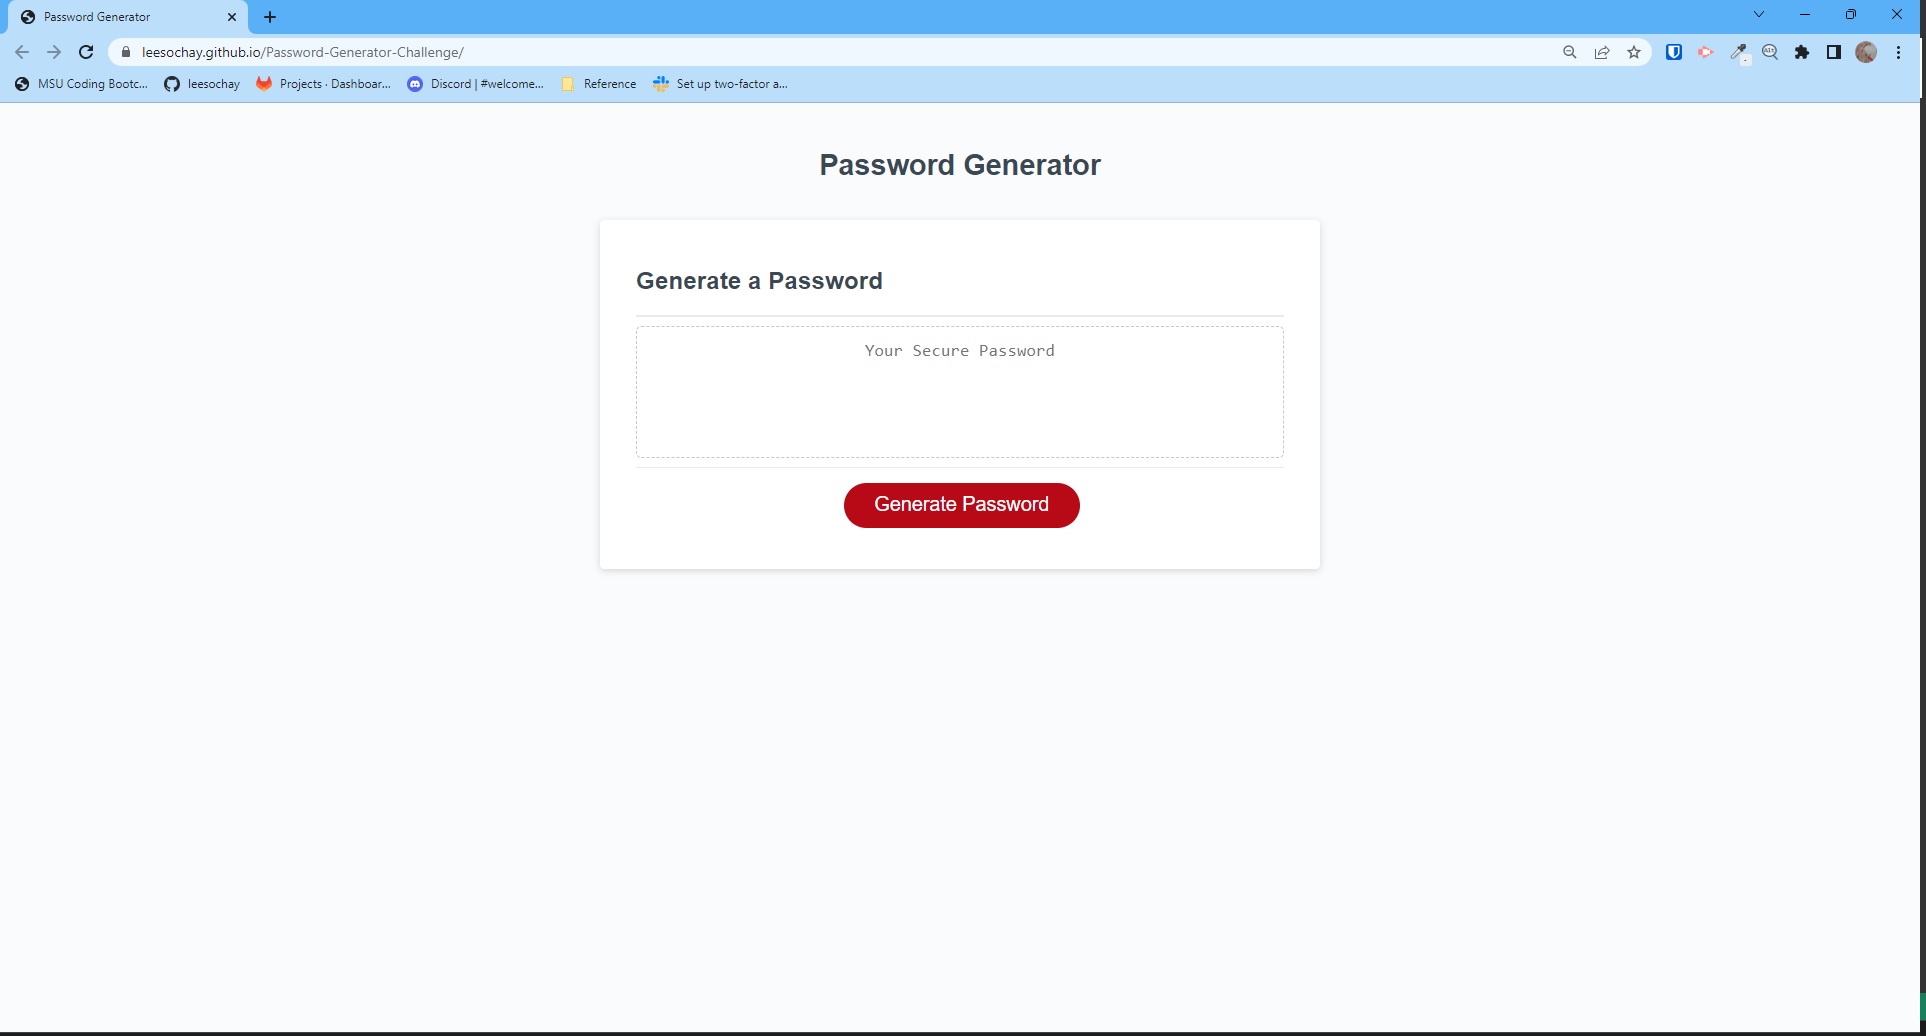 Password Generator
leesochay.github.io/Password-Generator-Challenge/
MSU Coding Bootc... leesochay Projects · Dashboar... Discord | #welcome... Reference Set up two-factor a...
Password Generator
Generate a Password
Your Secure Password
Generate Password